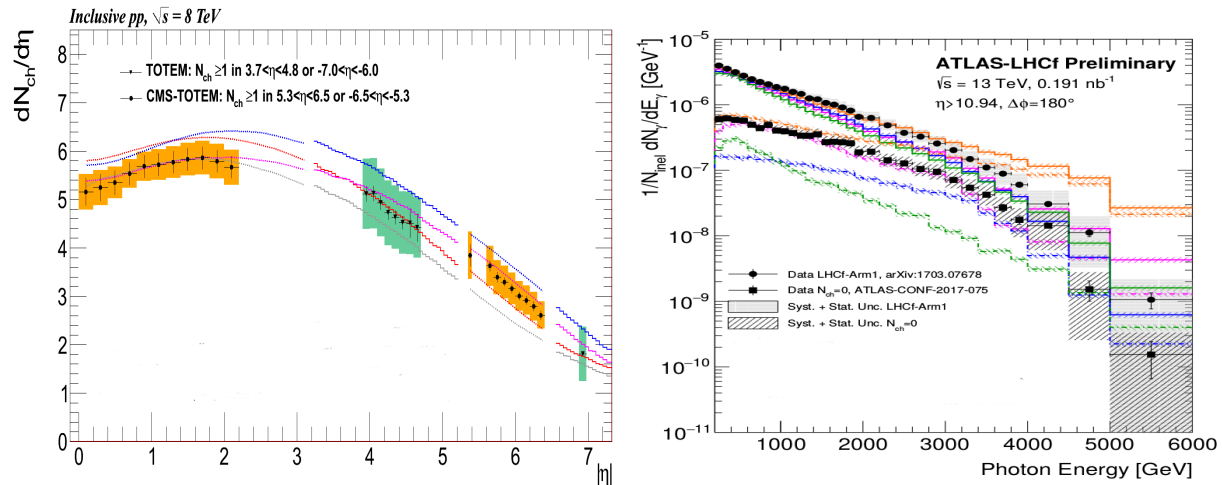 Inclusive pp, √s = 8 TeV
dN_ch/dη
TOTEM: N_ch ≥1 in 3.7<η<4.8 or -7.0<η<-6.0
CMS-TOTEM: N_ch ≥1 in 5.3<η<6.5 or -6.5<η<-5.3
8
7
6
5
4
3
2
1
0
0 1 2 3 4 5 6 7
|η|
ATLAS-LHCf Preliminary
√s = 13 TeV, 0.191 nb⁻¹
η>10.94, Δϕ=180°
1/N_inel dN_γ/dE_γ [GeV⁻¹]
10⁻⁵
10⁻⁶
10⁻⁷
10⁻⁸
10⁻⁹
10⁻¹⁰
10⁻¹¹
Data LHCf-Arm1, arXiv:1703.07678
Data N_ch=0, ATLAS-CONF-2017-075
Syst. + Stat. Unc. LHCf-Arm1
Syst. + Stat. Unc. N_ch=0
1000 2000 3000 4000 5000 6000
Photon Energy [GeV]